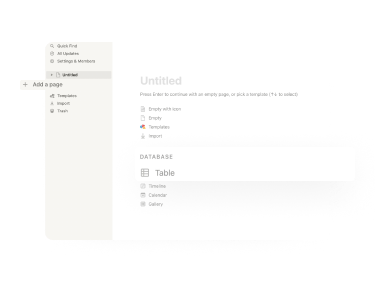 Quick Find
All Updates
Settings & Members
Untitled
Add a page
Templates
Import
Trash
Untitled
Press Enter to continue with an empty page, or pick a template (↑↓ to select)
Empty with icon
Empty
Templates
Import
DATABASE
Table
Timeline
Calendar
Gallery